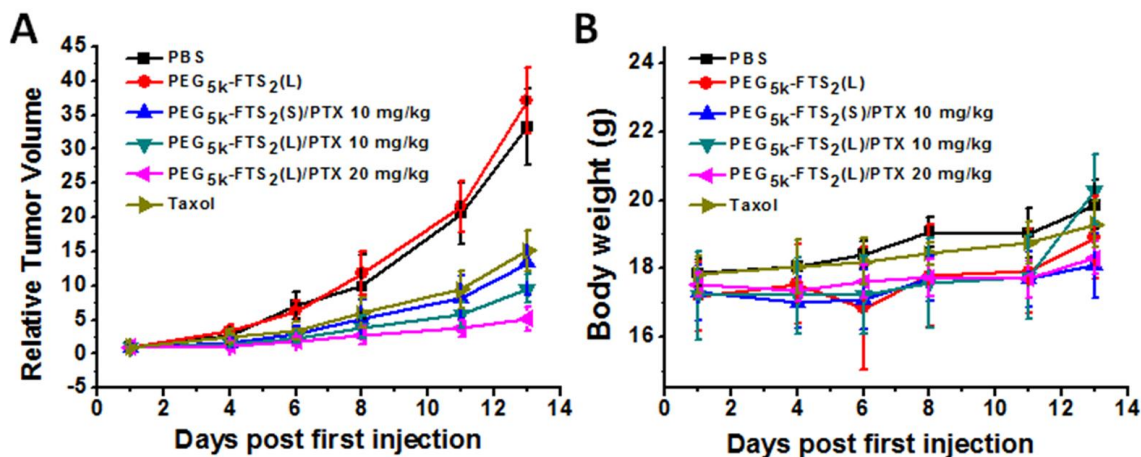 A
Relative Tumor Volume
45
40
35
30
25
20
15
10
5
0
-5
PBS
PEG5k-FTS2(L)
PEG5k-FTS2(S)/PTX 10 mg/kg
PEG5k-FTS2(L)/PTX 10 mg/kg
PEG5k-FTS2(L)/PTX 20 mg/kg
Taxol
0 2 4 6 8 10 12 14
Days post first injection
B
Body weight (g)
24
22
20
18
16
PBS
PEG5k-FTS2(L)
PEG5k-FTS2(S)/PTX 10 mg/kg
PEG5k-FTS2(L)/PTX 10 mg/kg
PEG5k-FTS2(L)/PTX 20 mg/kg
Taxol
0 2 4 6 8 10 12 14
Days post first injection